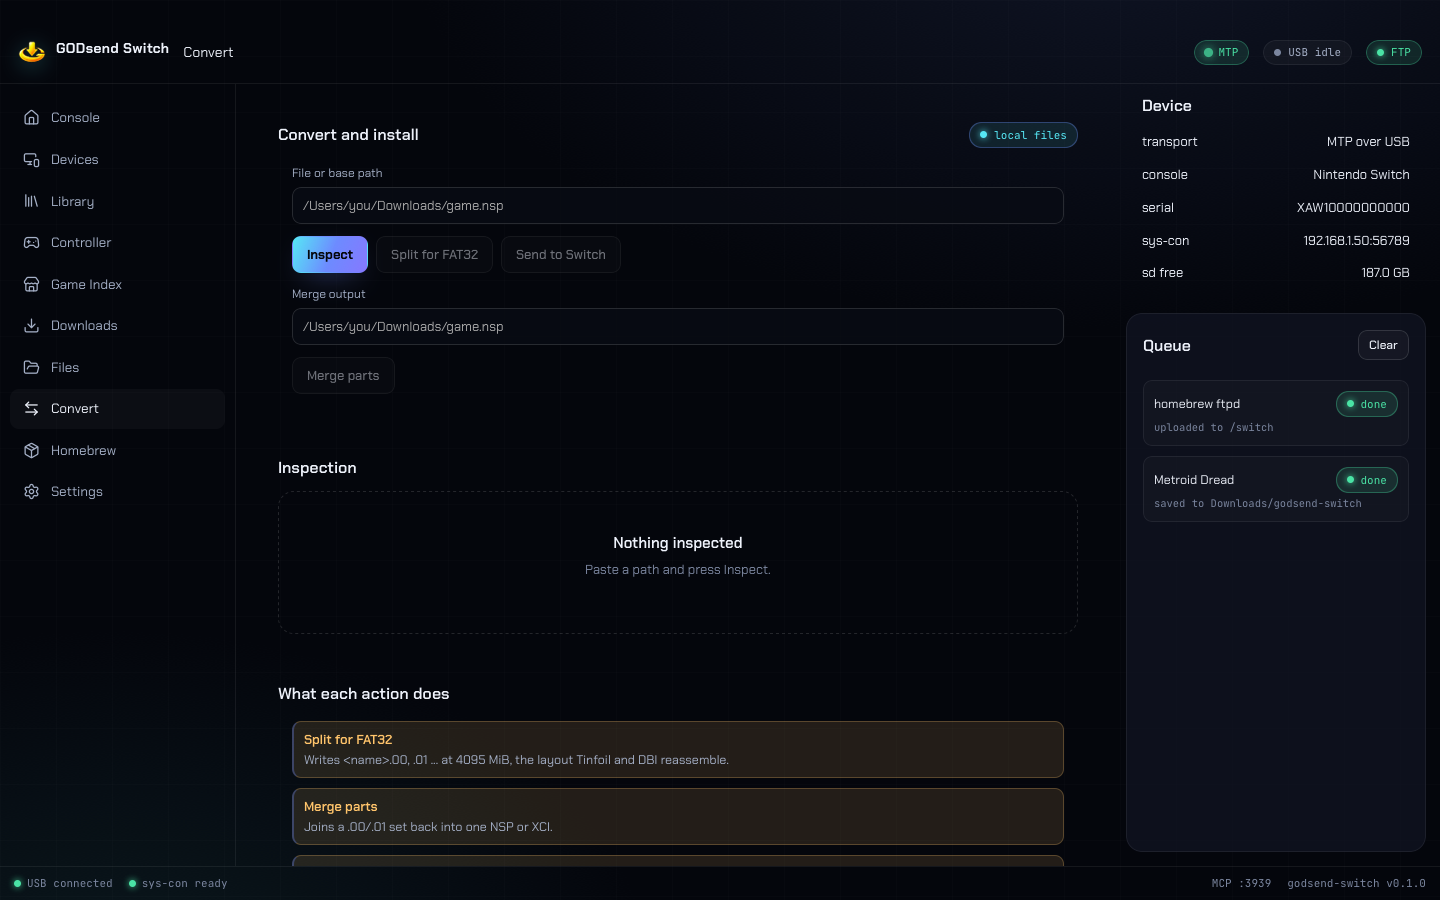 GODsend Switch
Convert
MTP
USB idle
FTP
Console
Devices
Library
Controller
Game Index
Downloads
Files
Convert
Homebrew
Settings
Convert and install
local files
File or base path
/Users/you/Downloads/game.nsp
Inspect
Split for FAT32
Send to Switch
Merge output
/Users/you/Downloads/game.nsp
Merge parts
Inspection
Nothing inspected
Paste a path and press Inspect.
What each action does
Split for FAT32
Writes <name>.00, .01 … at 4095 MiB, the layout Tinfoil and DBI reassemble.
Merge parts
Joins a .00/.01 set back into one NSP or XCI.
Device
transport MTP over USB
console Nintendo Switch
serial XAW10000000000
sys-con 192.168.1.50:56789
sd free 187.0 GB
Queue
Clear
homebrew ftpd
done
uploaded to /switch
Metroid Dread
done
saved to Downloads/godsend-switch
USB connected
sys-con ready
MCP :3939
godsend-switch v0.1.0